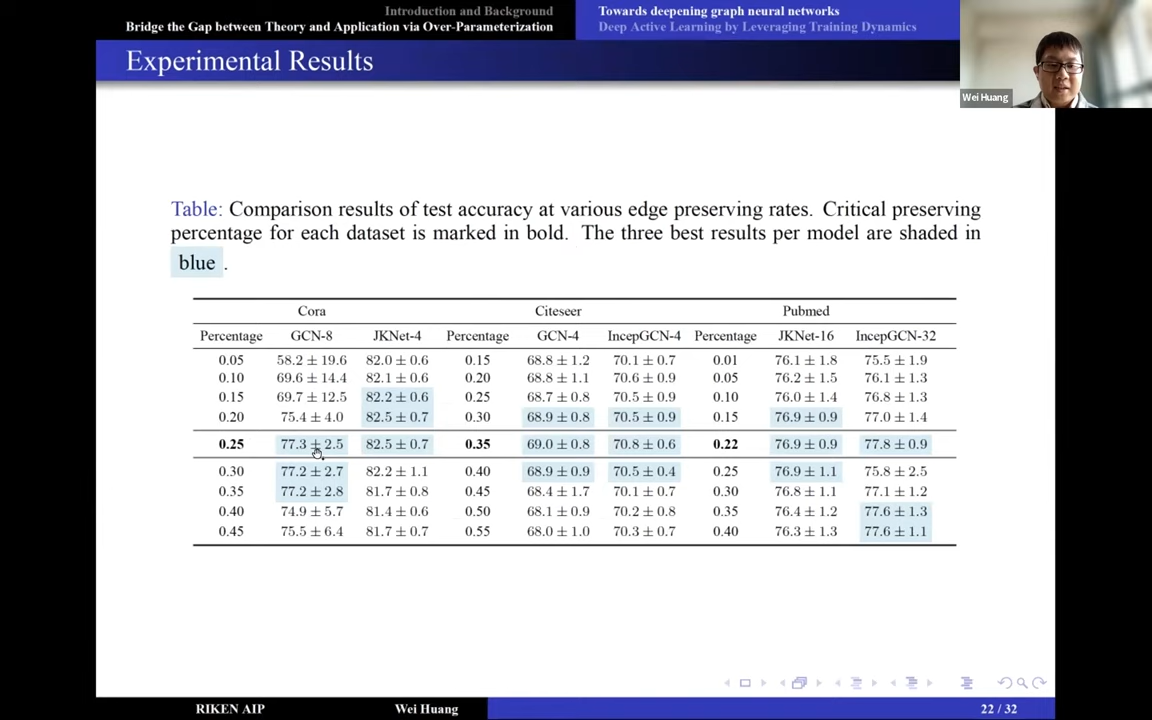 Introduction and Background
Bridge the Gap between Theory and Application via Over-Parameterization
Towards deepening graph neural networks
Deep Active Learning by Leveraging Training Dynamics
Experimental Results
Wei Huang
Table: Comparison results of test accuracy at various edge preserving rates. Critical preserving
percentage for each dataset is marked in bold. The three best results per model are shaded in
blue .
Cora Citeseer Pubmed
Percentage GCN-8 JKNet-4 Percentage GCN-4 IncepGCN-4 Percentage JKNet-16 IncepGCN-32
0.05 58.2 ± 19.6 82.0 ± 0.6 0.15 68.8 ± 1.2 70.1 ± 0.7 0.01 76.1 ± 1.8 75.5 ± 1.9
0.10 69.6 ± 14.4 82.1 ± 0.6 0.20 68.8 ± 1.1 70.6 ± 0.9 0.05 76.2 ± 1.5 76.1 ± 1.3
0.15 69.7 ± 12.5 82.2 ± 0.6 0.25 68.7 ± 0.8 70.5 ± 0.9 0.10 76.0 ± 1.4 76.8 ± 1.3
0.20 75.4 ± 4.0 82.5 ± 0.7 0.30 68.9 ± 0.8 70.5 ± 0.9 0.15 76.9 ± 0.9 77.0 ± 1.4
0.25 77.3 ± 2.5 82.5 ± 0.7 0.35 69.0 ± 0.8 70.8 ± 0.6 0.22 76.9 ± 0.9 77.8 ± 0.9
0.30 77.2 ± 2.7 82.2 ± 1.1 0.40 68.9 ± 0.9 70.5 ± 0.4 0.25 76.9 ± 1.1 75.8 ± 2.5
0.35 77.2 ± 2.8 81.7 ± 0.8 0.45 68.4 ± 1.7 70.1 ± 0.7 0.30 76.8 ± 1.1 77.1 ± 1.2
0.40 74.9 ± 5.7 81.4 ± 0.6 0.50 68.1 ± 0.9 70.2 ± 0.8 0.35 76.4 ± 1.2 77.6 ± 1.3
0.45 75.5 ± 6.4 81.7 ± 0.7 0.55 68.0 ± 1.0 70.3 ± 0.7 0.40 76.3 ± 1.3 77.6 ± 1.1
RIKEN AIP Wei Huang 22 / 32